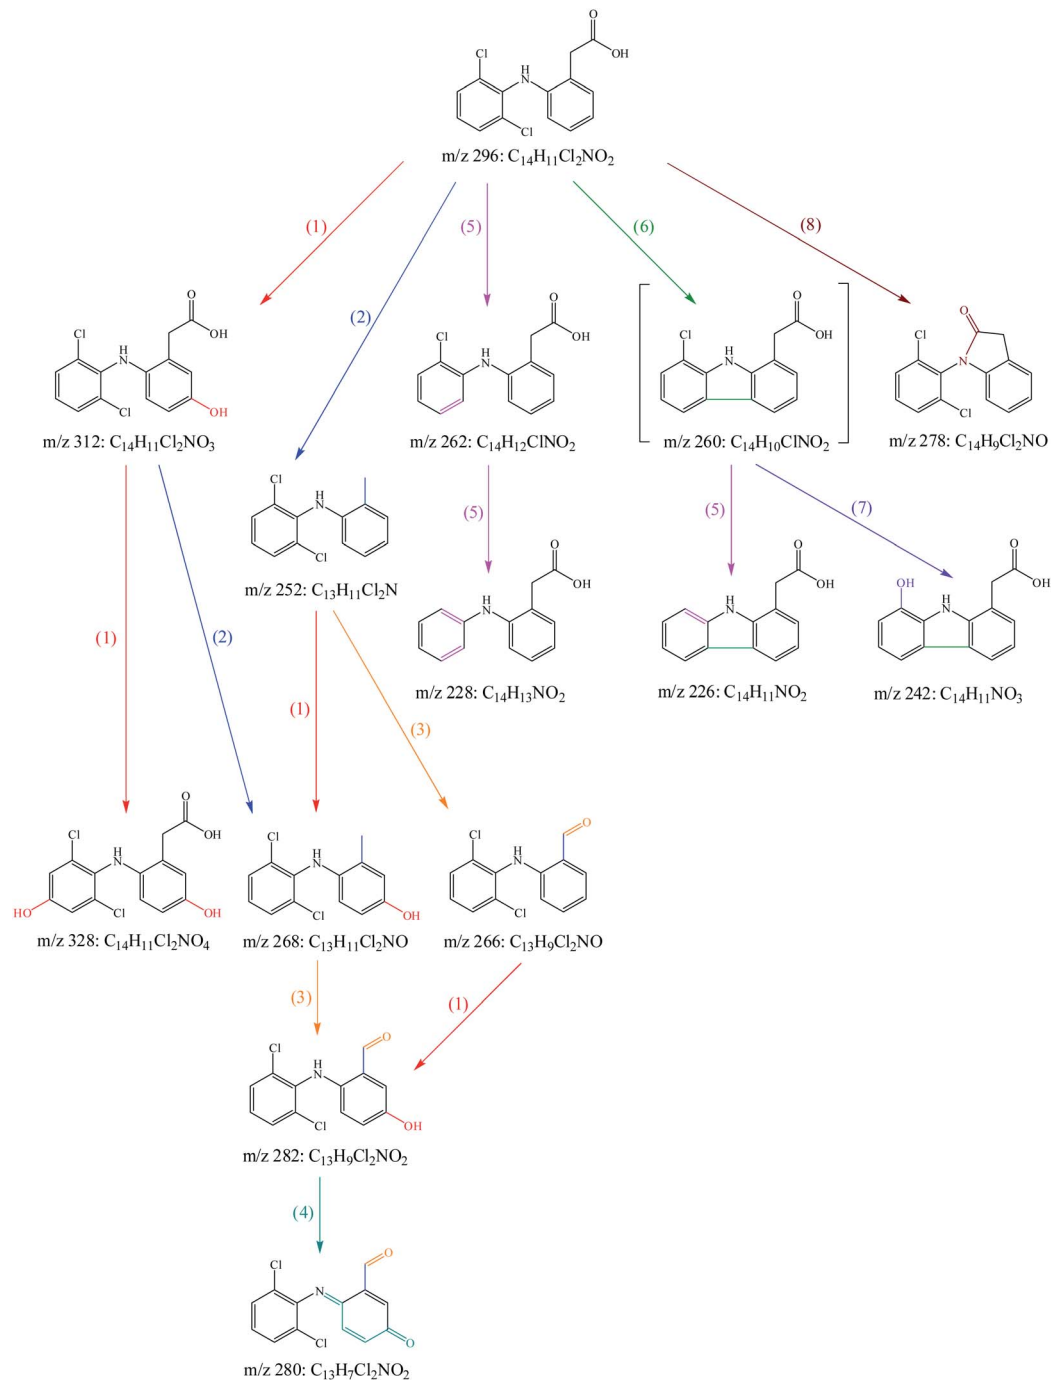 O
OH
Cl
H
N
Cl
m/z 296: C₁₄H₁₁Cl₂NO₂
(1)
(2)
(5)
(6)
(8)
O
OH
Cl
H
N
Cl
OH
m/z 312: C₁₄H₁₁Cl₂NO₃
O
OH
Cl
H
N
m/z 262: C₁₄H₁₂ClNO₂
O
OH
Cl
H
N
m/z 260: C₁₄H₁₀ClNO₂
O
Cl
N
Cl
m/z 278: C₁₄H₉Cl₂NO
Cl
H
N
Cl
m/z 252: C₁₃H₁₁Cl₂N
(5)
(5)
(7)
O
OH
H
N
m/z 228: C₁₄H₁₃NO₂
O
OH
H
N
m/z 226: C₁₄H₁₁NO₂
OH
H
N
O
OH
m/z 242: C₁₄H₁₁NO₃
(1)
(2)
(1)
(3)
O
OH
Cl
H
N
HO
Cl
OH
m/z 328: C₁₄H₁₁Cl₂NO₄
Cl
H
N
Cl
OH
m/z 268: C₁₃H₁₁Cl₂NO
O
Cl
H
N
Cl
m/z 266: C₁₃H₉Cl₂NO
(3)
(1)
O
Cl
H
N
Cl
OH
m/z 282: C₁₃H₉Cl₂NO₂
(4)
O
Cl
N
Cl
O
m/z 280: C₁₃H₇Cl₂NO₂